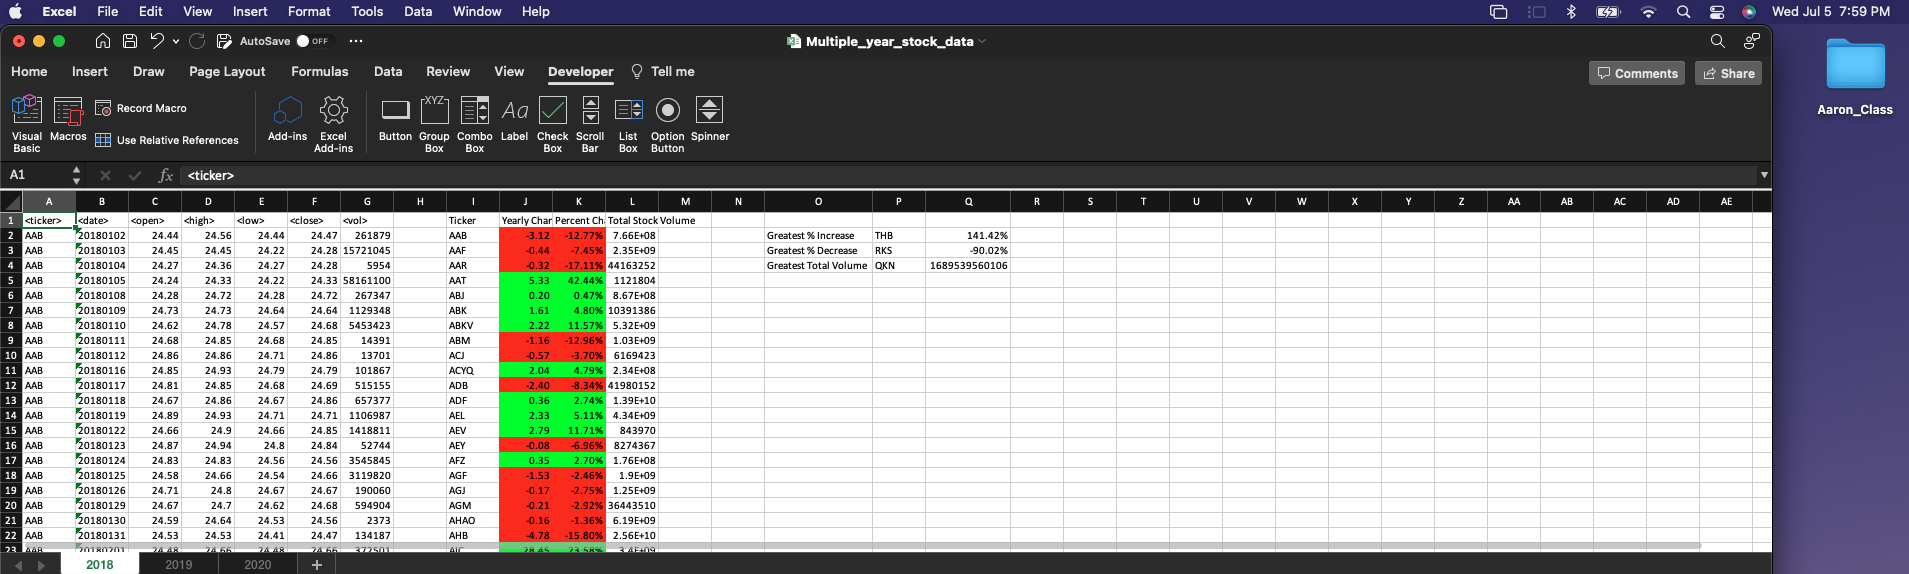 Excel File Edit View Insert Format Tools Data Window Help Wed Jul 5 7:59 PM
AutoSave OFF ... Multiple_year_stock_data
Home Insert Draw Page Layout Formulas Data Review View Developer Tell me Comments Share
Visual Basic Macros Record Macro Use Relative References Add-ins Excel Add-ins Button Group Box Combo Box Label Check Box Scroll Bar List Box Option Button Spinner
Aaron_Class
A1 fx <ticker>
A B C D E F G H I J K L M N O P Q R S T U V W X Y Z AA AB AC AD AE
1 <ticker> <date> <open> <high> <low> <close> <vol> Ticker Yearly Char Percent Ch Total Stock Volume
2 AAB 20180102 24.44 24.56 24.44 24.47 261879 AAB -3.12 -12.77% 7.66E+08 Greatest % Increase THB 141.42%
3 AAB 20180103 24.45 24.45 24.22 24.28 15721045 AAF -0.44 -7.45% 2.35E+09 Greatest % Decrease RKS -90.02%
4 AAB 20180104 24.27 24.36 24.27 24.28 5954 AAR -0.32 -17.11% 44163252 Greatest Total Volume QKN 1689539560106
5 AAB 20180105 24.24 24.33 24.22 24.33 58161100 AAT 5.33 42.44% 1121804
6 AAB 20180108 24.28 24.72 24.28 24.72 267347 ABJ 0.20 0.47% 8.67E+08
7 AAB 20180109 24.73 24.73 24.64 24.64 1129348 ABK 1.61 4.80% 10391386
8 AAB 20180110 24.62 24.78 24.57 24.68 5453423 ABKV 2.22 11.57% 5.32E+09
9 AAB 20180111 24.68 24.85 24.68 24.85 14391 ABM -1.16 -12.96% 1.03E+09
10 AAB 20180112 24.86 24.86 24.71 24.86 13701 ACJ -0.57 -3.70% 6169423
11 AAB 20180116 24.85 24.93 24.79 24.79 101867 ACYQ 2.04 4.79% 2.34E+08
12 AAB 20180117 24.81 24.85 24.68 24.69 515155 ADB -2.40 -8.34% 41980152
13 AAB 20180118 24.67 24.86 24.67 24.86 657377 ADF 0.36 2.74% 1.39E+10
14 AAB 20180119 24.89 24.93 24.71 24.71 1106987 AEL 2.33 5.11% 4.34E+09
15 AAB 20180122 24.66 24.9 24.66 24.85 1418811 AEV 2.79 11.71% 843970
16 AAB 20180123 24.87 24.94 24.8 24.84 52744 AEY -0.08 -6.96% 8274367
17 AAB 20180124 24.83 24.83 24.56 24.56 3545845 AFZ 0.35 2.70% 1.76E+08
18 AAB 20180125 24.58 24.66 24.54 24.66 3119820 AGF -1.53 -2.46% 1.9E+09
19 AAB 20180126 24.71 24.8 24.67 24.67 190060 AGJ -0.17 -2.75% 1.25E+09
20 AAB 20180129 24.67 24.7 24.62 24.68 594904 AGM -0.21 -2.92% 36443510
21 AAB 20180130 24.59 24.64 24.53 24.56 2373 AHAO -0.16 -1.36% 6.19E+09
22 AAB 20180131 24.53 24.53 24.41 24.47 134187 AHB -4.78 -15.80% 2.56E+10
23 AAB 20180201 24.48 24.66 24.48 24.66 372501 AIC 28.45 23.58% 3.4E+09
2018 2019 2020 +